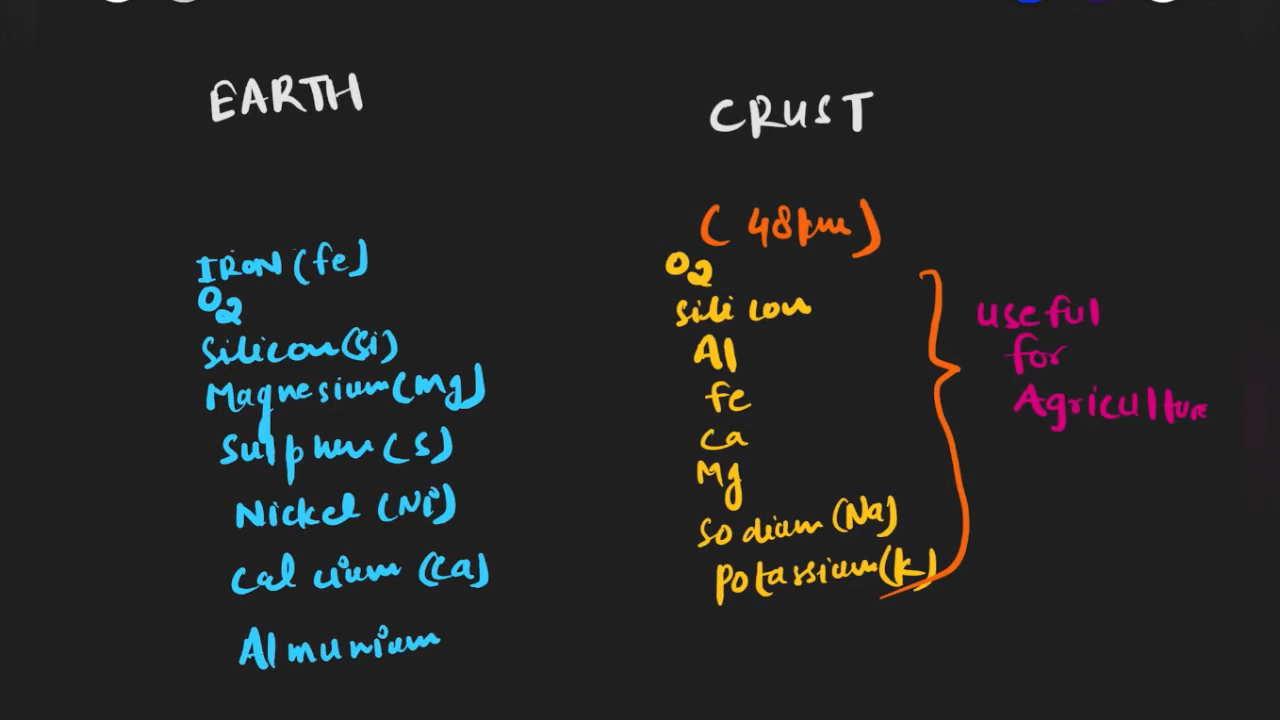 EARTH
IRON (fe)
O2
Silicon (Si)
Magnesium (mg)
Sulpher (S)
Nickel (Ni)
Calcium (Ca)
Almunium
CRUST
(48km)
O2
Silicon
Al
fe
Ca
Mg
Sodium (Na)
Potassium (k)
useful
for
Agriculture